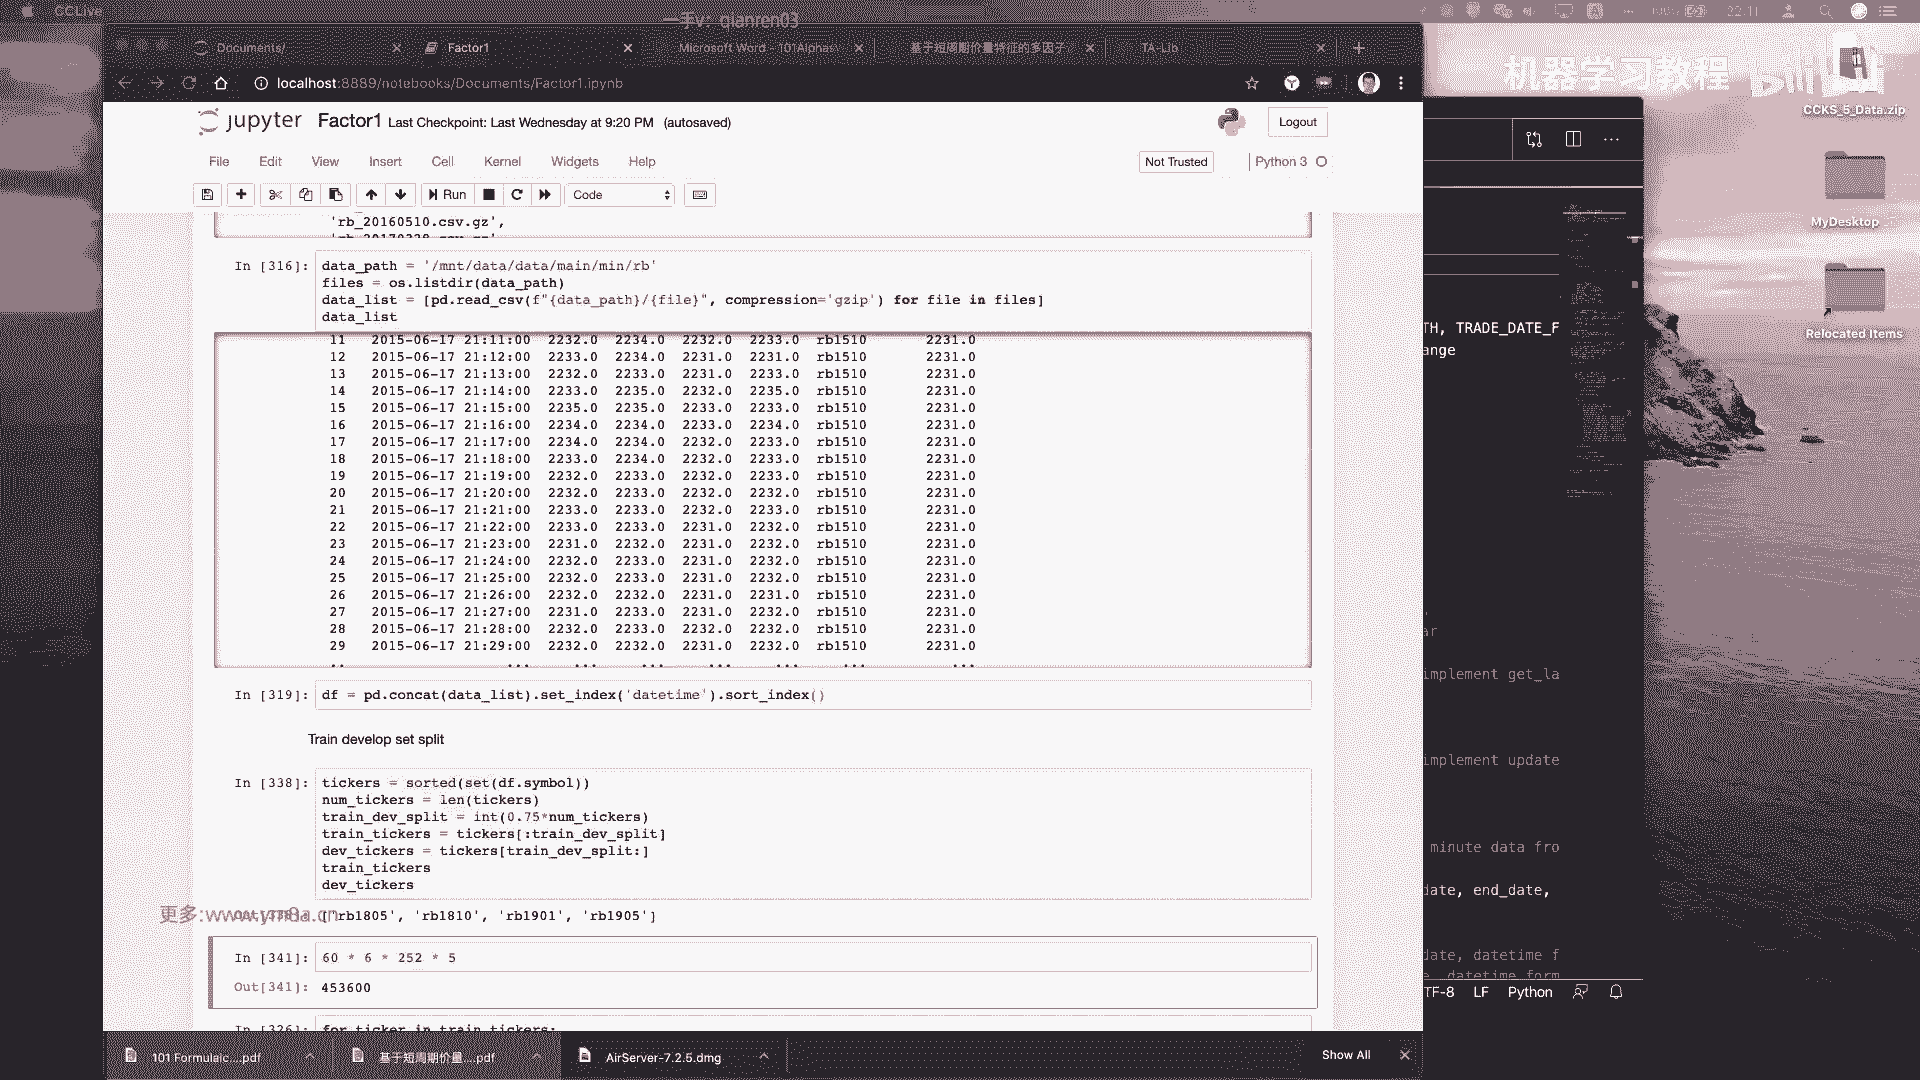 CCLive
22:11
一手v：qianren03
Documents/
Factor1
Microsoft Word - 101Alphas
基于短周期价量特征的多因子
TA-Lib
localhost:8889/notebooks/Documents/Factor1.ipynb
机器学习教程
bilibili
CCKS_5_Data.zip
MyDesktop
Relocated Items
jupyter Factor1 Last Checkpoint: Last Wednesday at 9:20 PM (autosaved)
Logout
File Edit View Insert Cell Kernel Widgets Help
Not Trusted
Python 3
Run
Code
'rb_20160510.csv.gz',
In [316]: data_path = '/mnt/data/data/main/min/rb'
files = os.listdir(data_path)
data_list = [pd.read_csv(f"{data_path}/{file}", compression='gzip') for file in files]
data_list
11 2015-06-17 21:11:00 2232.0 2234.0 2232.0 2233.0 rb1510 2231.0
12 2015-06-17 21:12:00 2233.0 2234.0 2231.0 2231.0 rb1510 2231.0
13 2015-06-17 21:13:00 2232.0 2233.0 2231.0 2233.0 rb1510 2231.0
14 2015-06-17 21:14:00 2233.0 2235.0 2232.0 2235.0 rb1510 2231.0
15 2015-06-17 21:15:00 2235.0 2235.0 2233.0 2233.0 rb1510 2231.0
16 2015-06-17 21:16:00 2234.0 2234.0 2233.0 2234.0 rb1510 2231.0
17 2015-06-17 21:17:00 2234.0 2234.0 2232.0 2233.0 rb1510 2231.0
18 2015-06-17 21:18:00 2233.0 2234.0 2232.0 2233.0 rb1510 2231.0
19 2015-06-17 21:19:00 2232.0 2233.0 2232.0 2233.0 rb1510 2231.0
20 2015-06-17 21:20:00 2232.0 2233.0 2232.0 2232.0 rb1510 2231.0
21 2015-06-17 21:21:00 2233.0 2233.0 2231.0 2232.0 rb1510 2231.0
22 2015-06-17 21:22:00 2233.0 2233.0 2231.0 2232.0 rb1510 2231.0
23 2015-06-17 21:23:00 2231.0 2232.0 2231.0 2232.0 rb1510 2231.0
24 2015-06-17 21:24:00 2232.0 2233.0 2231.0 2232.0 rb1510 2231.0
25 2015-06-17 21:25:00 2232.0 2233.0 2231.0 2232.0 rb1510 2231.0
26 2015-06-17 21:26:00 2232.0 2232.0 2231.0 2231.0 rb1510 2231.0
27 2015-06-17 21:27:00 2231.0 2233.0 2231.0 2232.0 rb1510 2231.0
28 2015-06-17 21:28:00 2232.0 2233.0 2232.0 2232.0 rb1510 2231.0
29 2015-06-17 21:29:00 2232.0 2232.0 2231.0 2232.0 rb1510 2231.0
.. ... ... ... ... ... ... ...
In [319]: df = pd.concat(data_list).set_index('datetime').sort_index()
Train develop set split
In [338]: tickers = sorted(set(df.symbol))
num_tickers = len(tickers)
train_dev_split = int(0.75*num_tickers)
train_tickers = tickers[:train_dev_split]
dev_tickers = tickers[train_dev_split:]
train_tickers
dev_tickers
['rb1805', 'rb1810', 'rb1901', 'rb1905']
In [341]: 60 * 6 * 252 * 5
Out[341]: 453600
In [326]: for ticker in train_tickers:
TH, TRADE_DATE_F
ange
ar
implement get_la
implement update
minute data fro
date, end_date,
date, datetime f
e, datetime form
TF-8 LF Python
101 Formulaic....pdf
基于短周期价量....pdf
AirServer-7.2.5.dmg
Show All